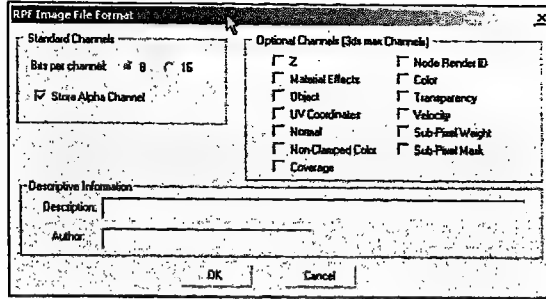 RPF Image File Format
Standard Channels
Bits per channel: 8 16
Store Alpha Channel
Optional Channels (3ds max Channels)
Z
Material Effects
Object
UV Coordinates
Normal
Non-Clamped Color
Coverage
Node Render ID
Color
Transparency
Velocity
Sub-Pixel Weight
Sub-Pixel Mask
Descriptive Information
Description:
Author:
OK Cancel